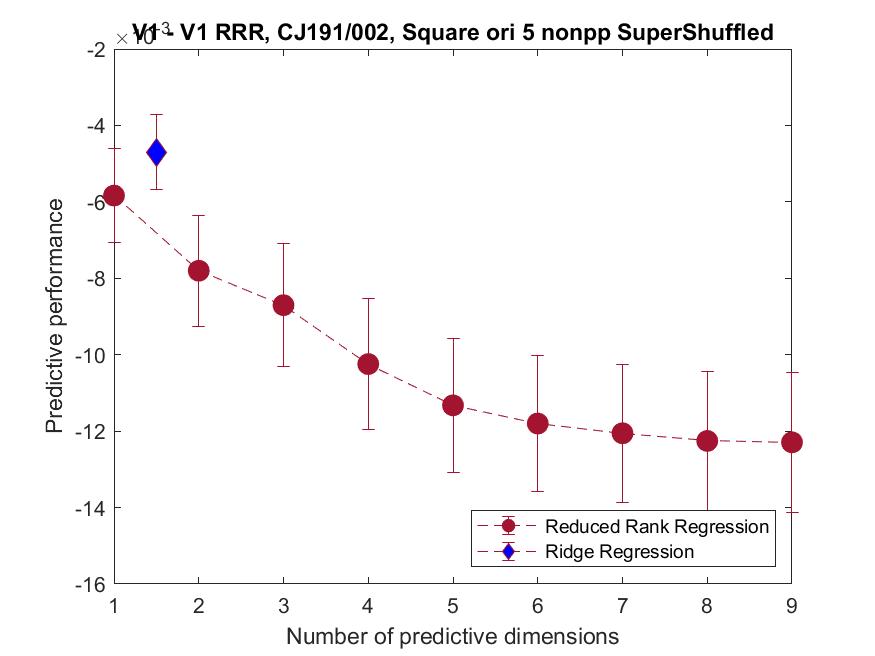 V1 - V1 RRR, CJ191/002, Square ori 5 nonpp SuperShuffled
×10-3
-2
-4
-6
-8
-10
-12
-14
-16
Predictive performance
Reduced Rank Regression
Ridge Regression
1 2 3 4 5 6 7 8 9
Number of predictive dimensions